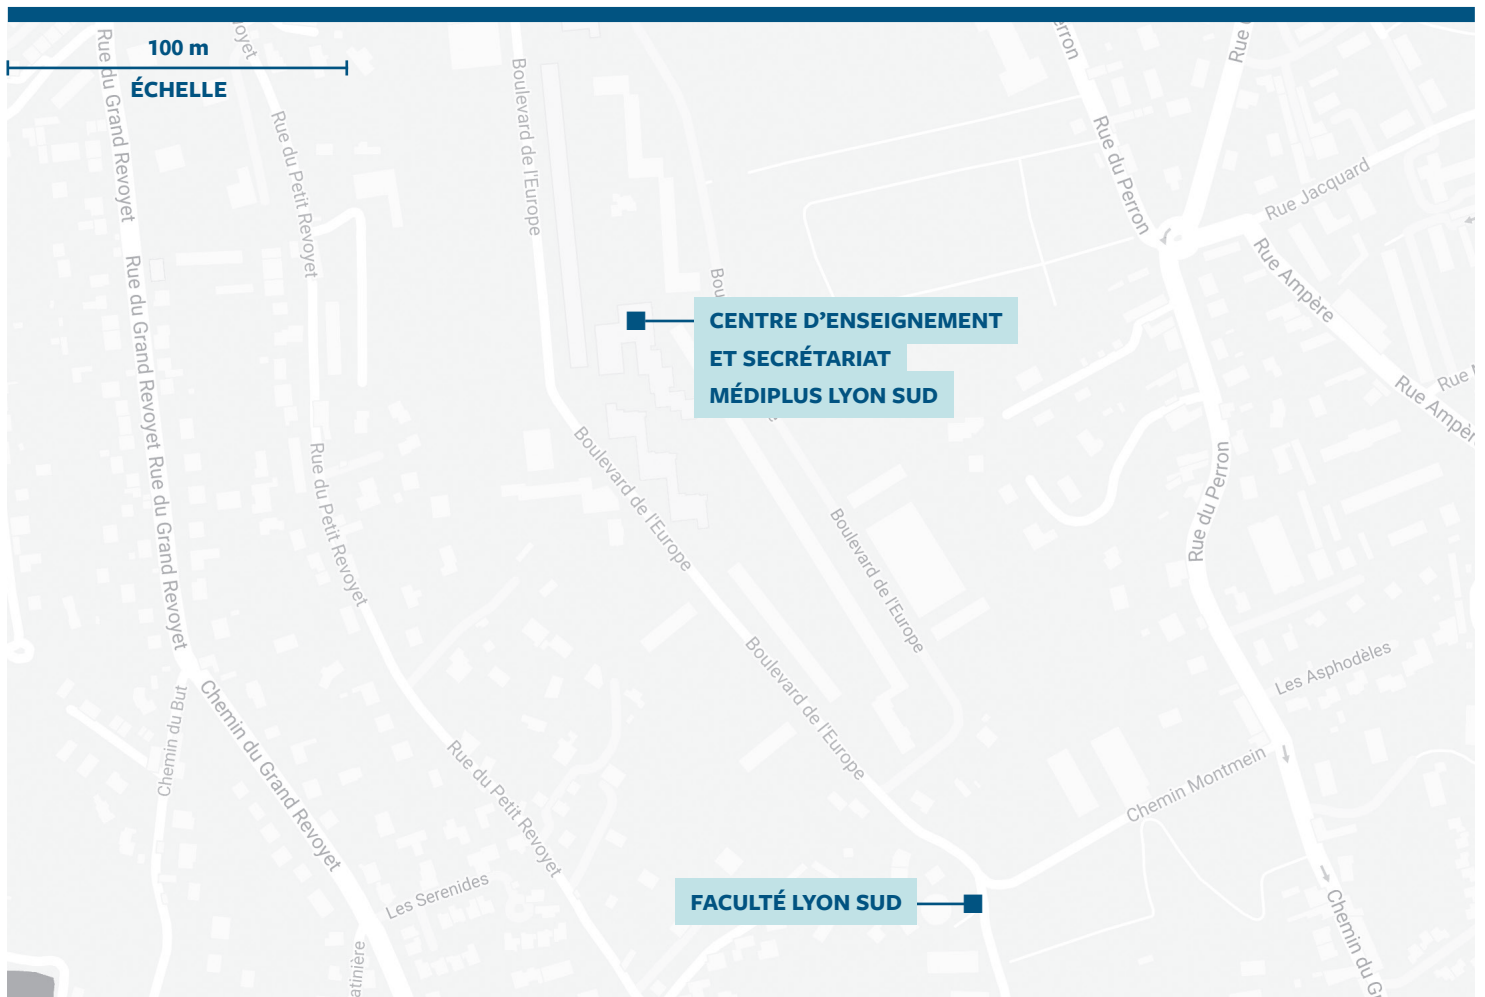 100 m
ÉCHELLE
Rue du Grand Revoyet
Rue du Petit Revoyet
Boulevard de l'Europe
Rue du Perron
Rue Jacquard
Rue Ampère
Rue du Grand Revoyet
CENTRE D’ENSEIGNEMENT
ET SECRÉTARIAT
MÉDIPLUS LYON SUD
Rue du Petit Revoyet
Boulevard de l'Europe
Rue du Grand Revoyet
Boulevard de l'Europe
Rue du Perron
Les Asphodèles
Chemin du But
Chemin du Grand Revoyet
Boulevard de l'Europe
Rue du Petit Revoyet
Chemin Montmein
Les Serenides
FACULTÉ LYON SUD